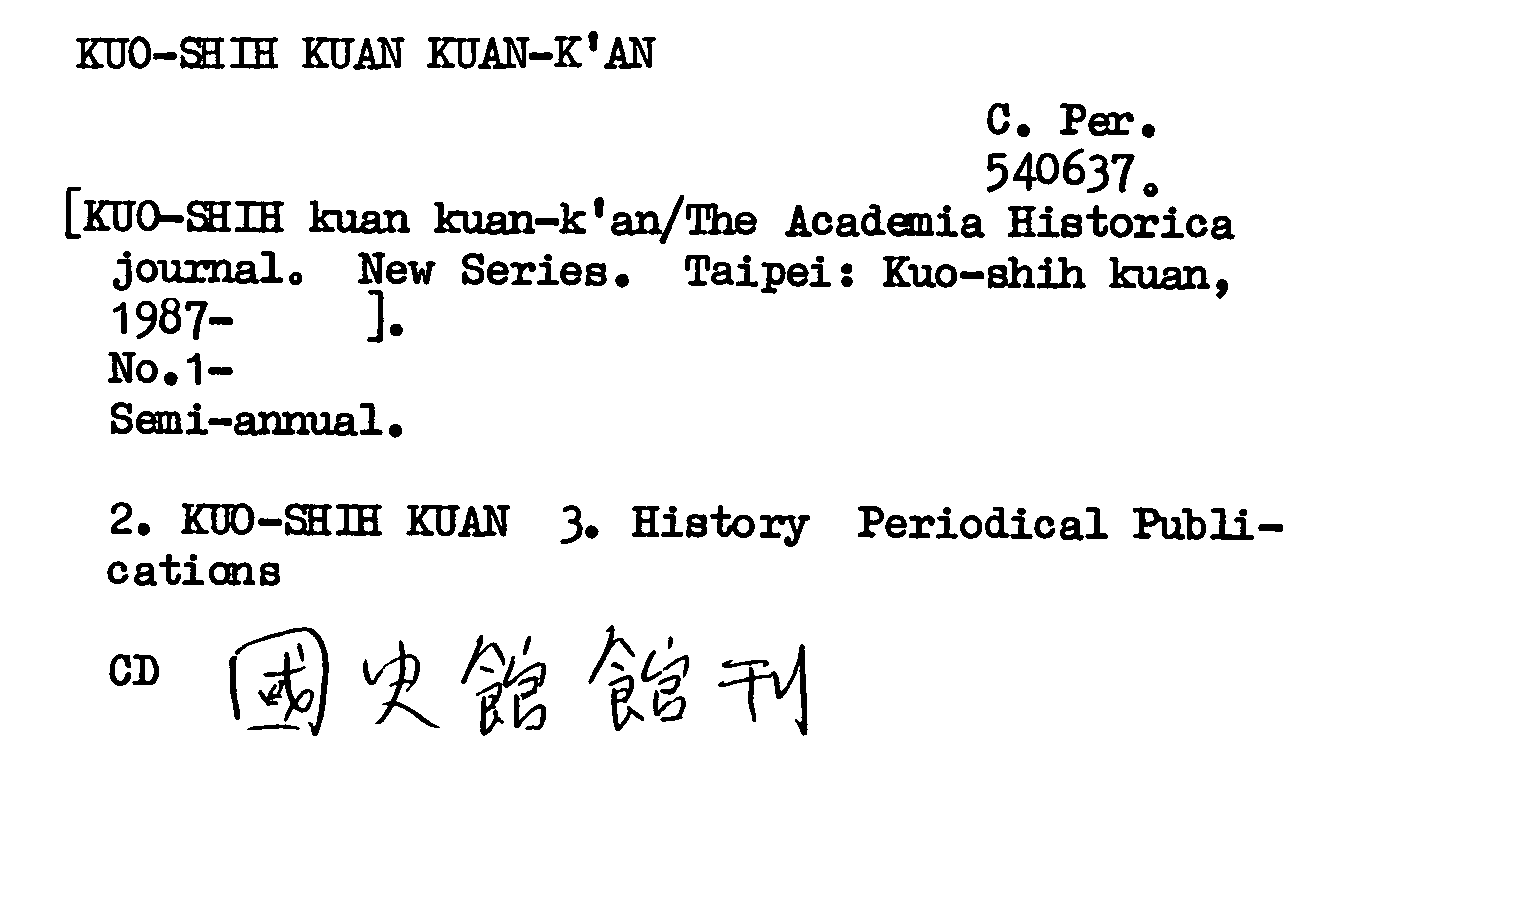 KUO-SHIH KUAN KUAN-K'AN
C. Per.
540637.
[KUO-SHIH kuan kuan-k'an/The Academia Historica
journal. New Series. Taipei: Kuo-shih kuan,
1987- ].
No.1-
Semi-annual.
2. KUO-SHIH KUAN 3. History Periodical Publi-
cations
CD 國史館館刊